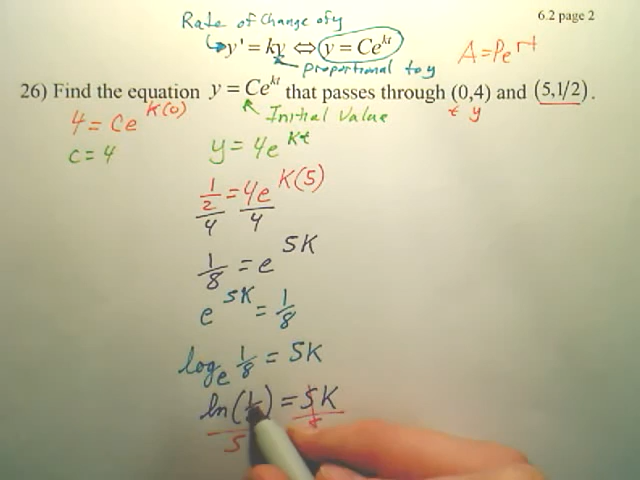 Rate of Change of y
6.2 page 2
y' = ky ⇔ y = Ce^{kt}
A = Pe^{rt}
proportional to y
26) Find the equation y = Ce^{kt} that passes through (0,4) and (5,1/2).
4 = Ce^{K(0)}
Initial Value
t y
C = 4
y = 4e^{Kt}
1/2 = 4e^{K(5)}
4 4
1/8 = e^{5K}
e^{5K} = 1/8
log_e 1/8 = 5K
ln( ) = 5K
5 5